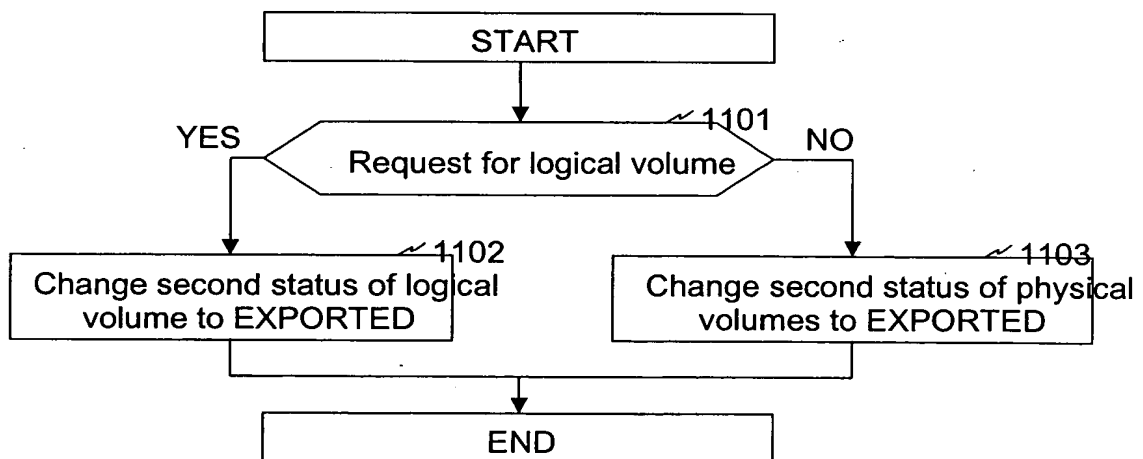 START
1101
YES
NO
Request for logical volume
1102
1103
Change second status of logical
volume to EXPORTED
Change second status of physical
volumes to EXPORTED
END